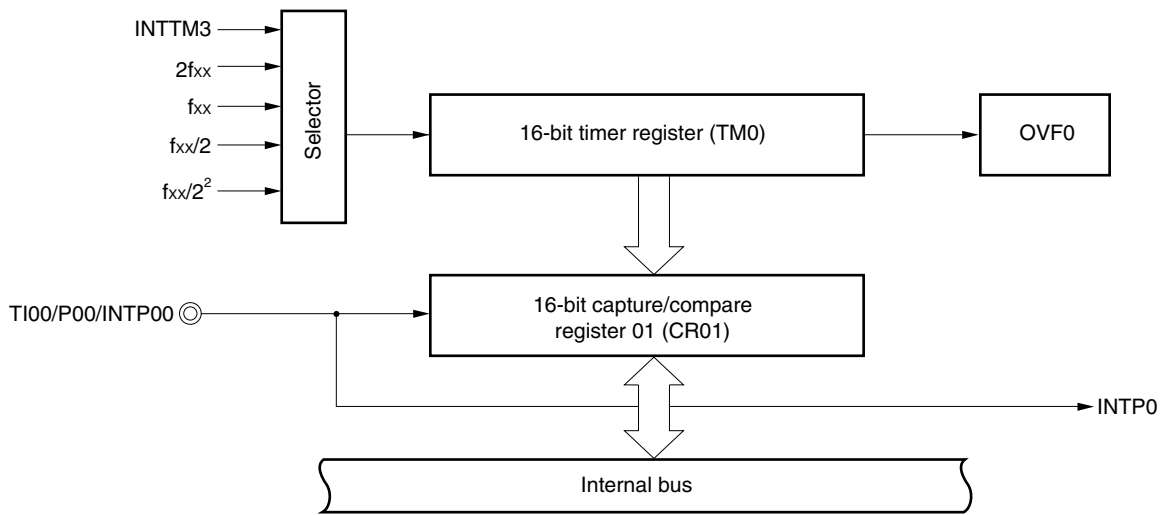 INTTM3
2fxx
fxx
fxx/2
fxx/2²
Selector
16-bit timer register (TM0)
OVF0
TI00/P00/INTP00
16-bit capture/compare
register 01 (CR01)
INTP0
Internal bus